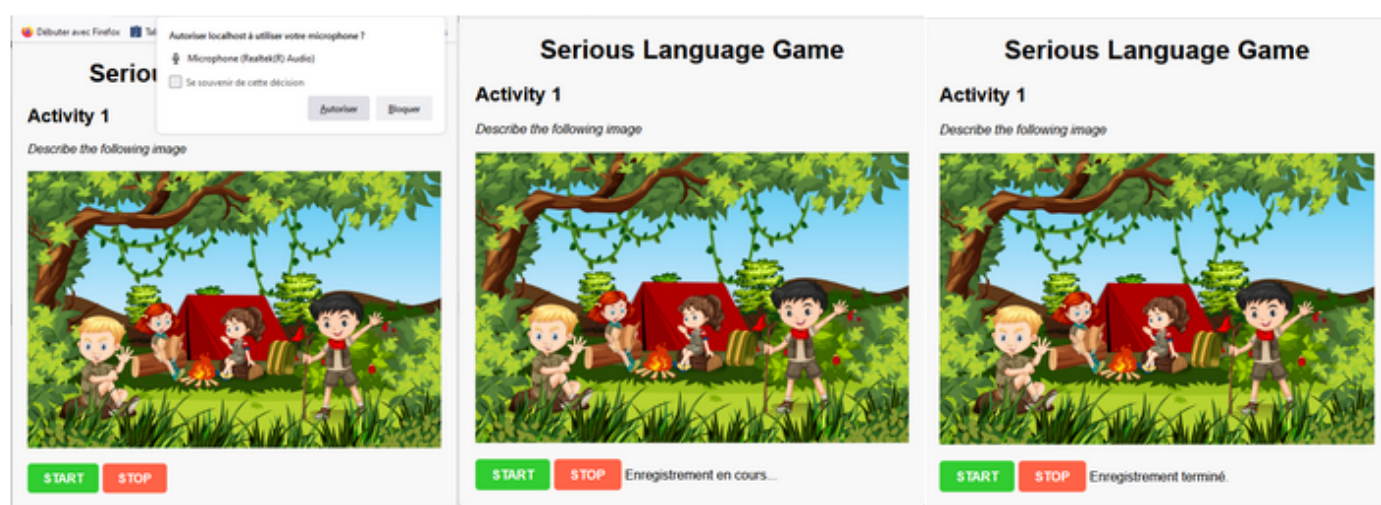 Débuter avec Firefox
Autoriser localhost à utiliser votre microphone ?
Microphone (Realtek(R) Audio)
Se souvenir de cette décision
Autoriser Bloquer
Activity 1
Describe the following image
START STOP
Serious Language Game
Activity 1
Describe the following image
START STOP Enregistrement en cours...
Serious Language Game
Activity 1
Describe the following image
START STOP Enregistrement terminé.